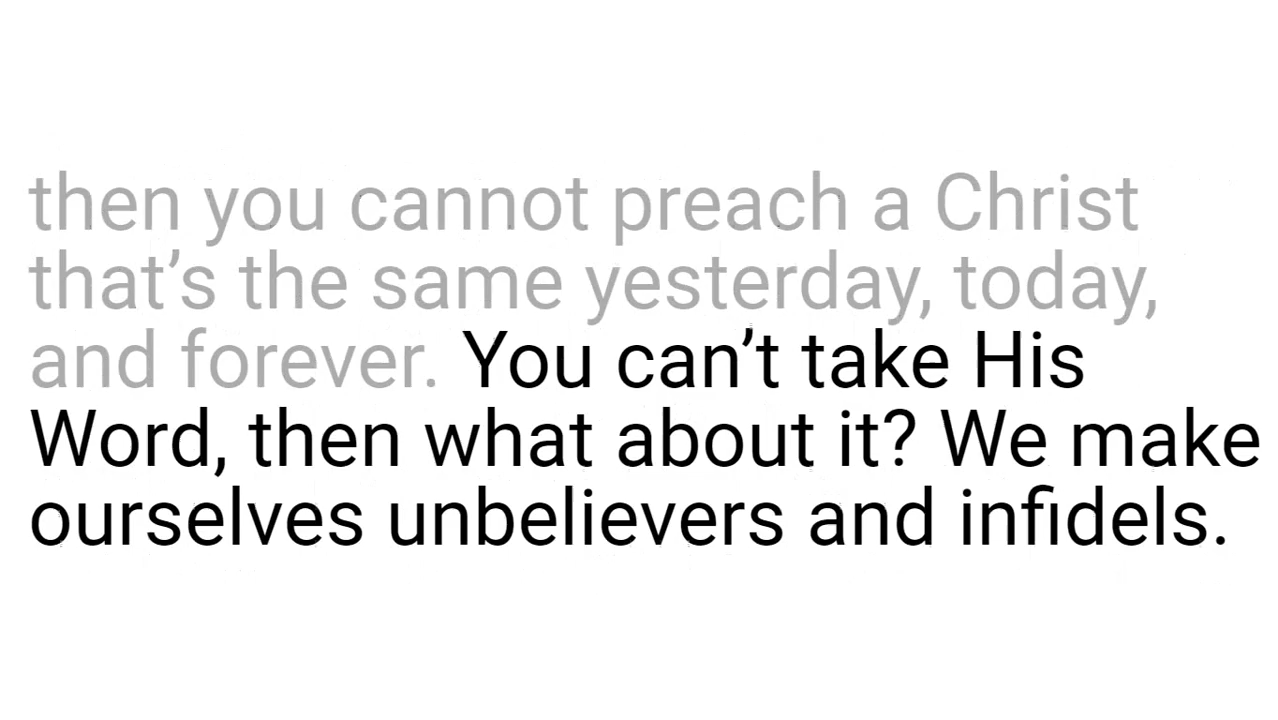 then you cannot preach a Christ
that’s the same yesterday, today,
and forever. You can’t take His
Word, then what about it? We make
ourselves unbelievers and infidels.